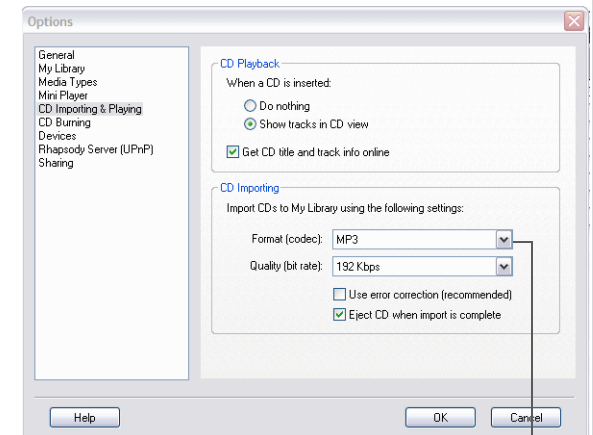 Options
General
My Library
Media Types
Mini Player
CD Importing & Playing
CD Burning
Devices
Rhapsody Server (UPnP)
Sharing
CD Playback
When a CD is inserted:
Do nothing
Show tracks in CD view
Get CD title and track info online
CD Importing
Import CDs to My Library using the following settings:
Format (codec): MP3
Quality (bit rate): 192 Kbps
Use error correction (recommended)
Eject CD when import is complete
Help OK Cancel